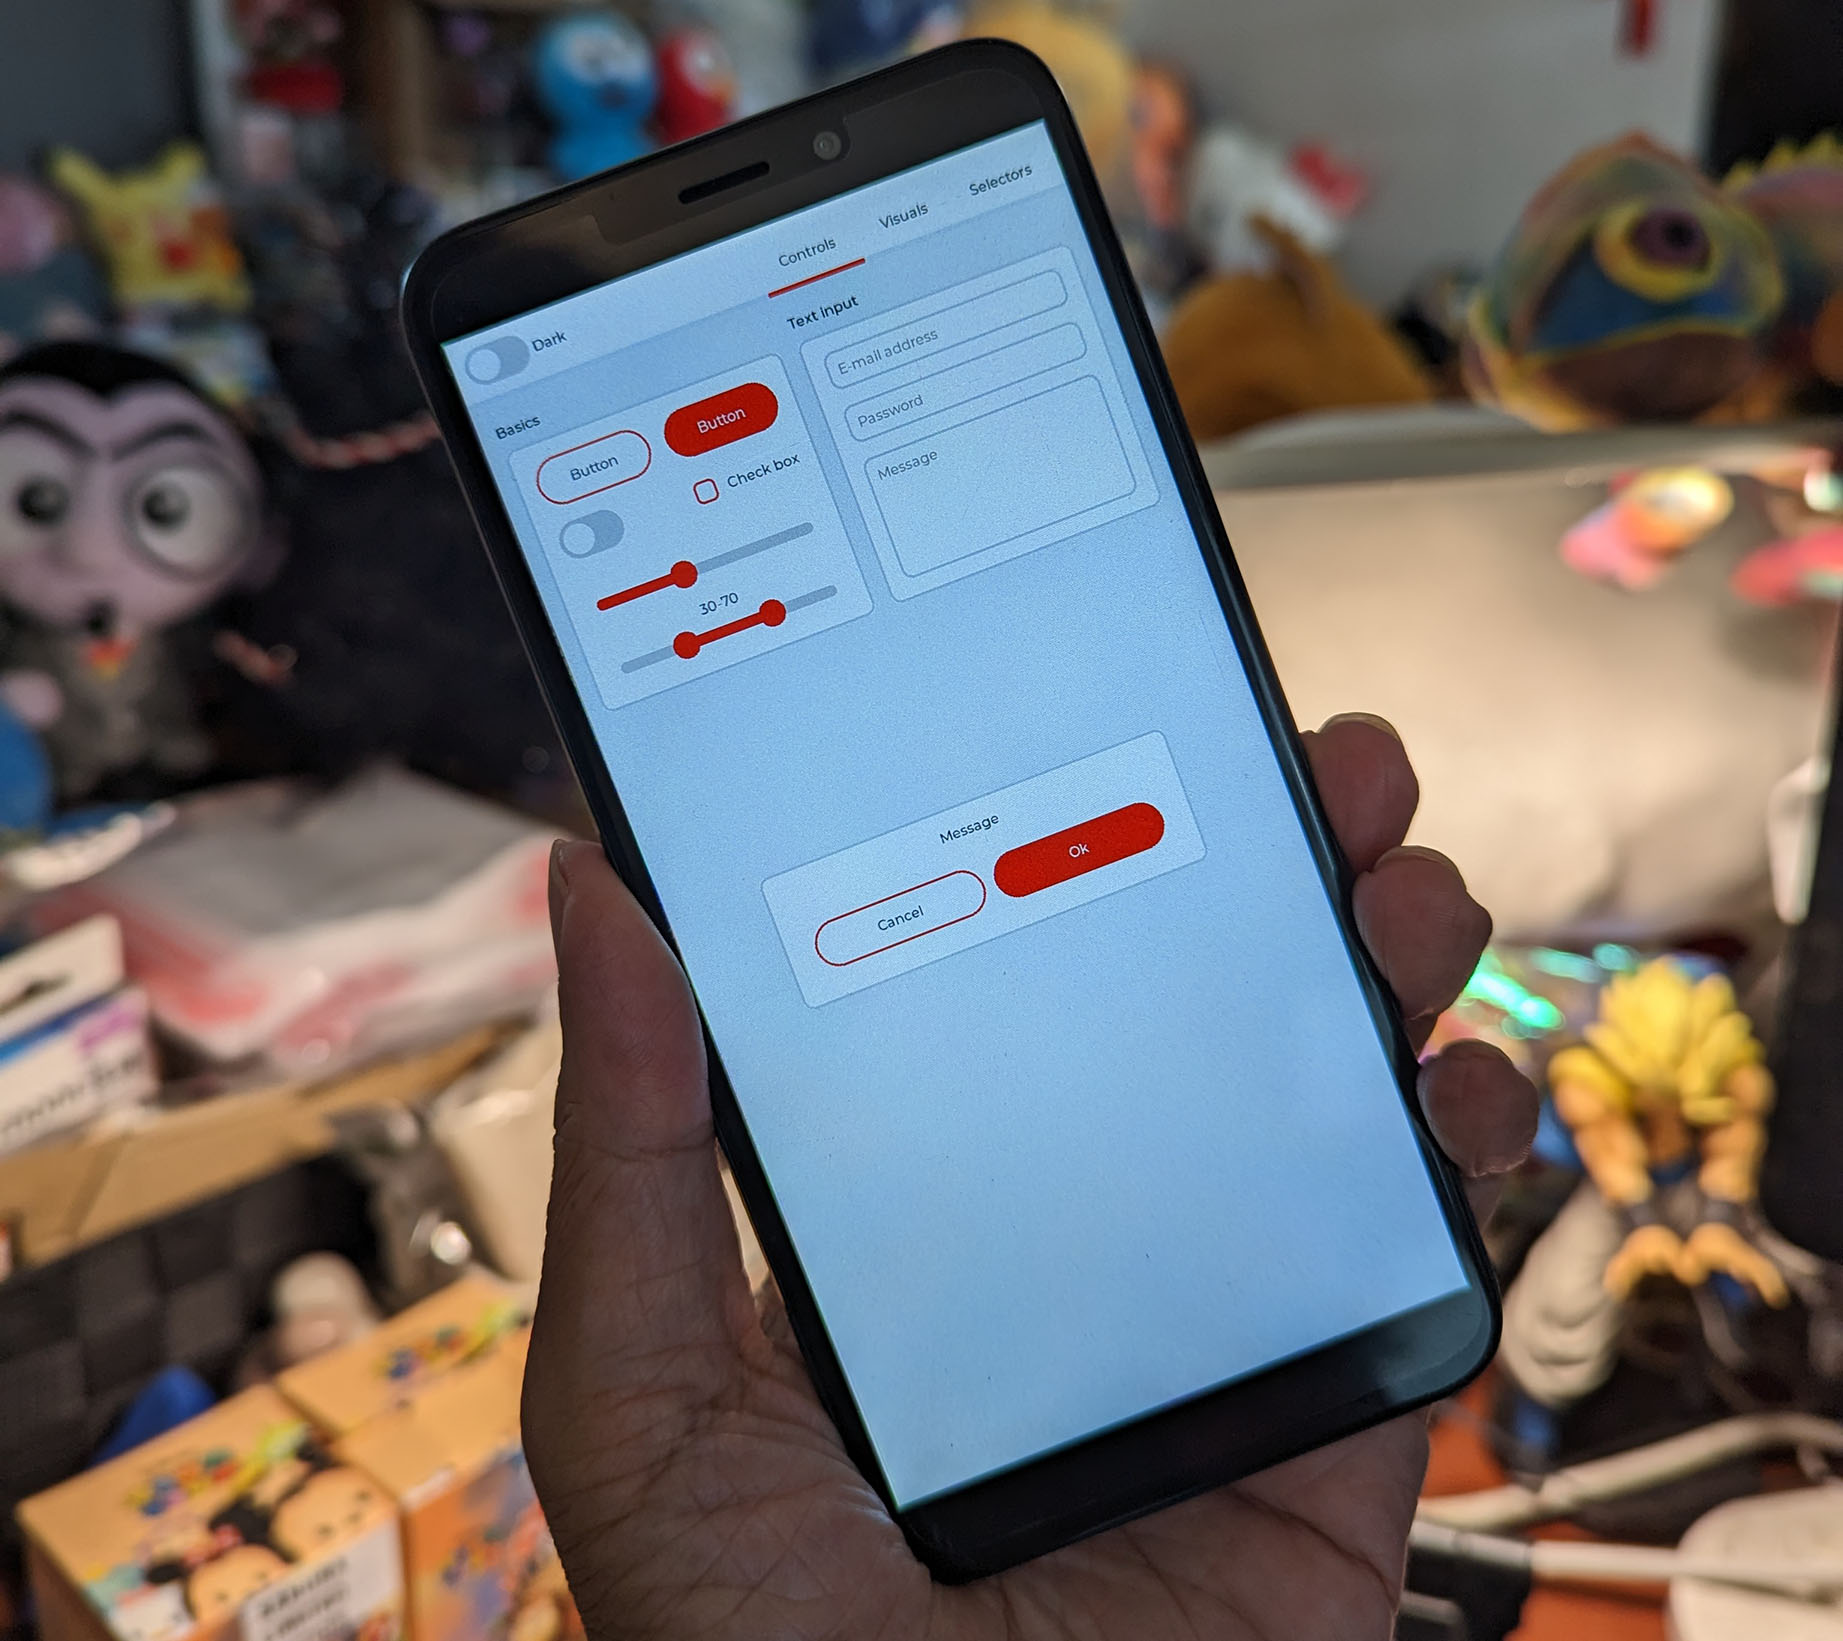 Dark
Controls
Visuals
Selectors
Basics
Button
Button
Check box
30-70
Text input
E-mail address
Password
Message
Message
Cancel
Ok